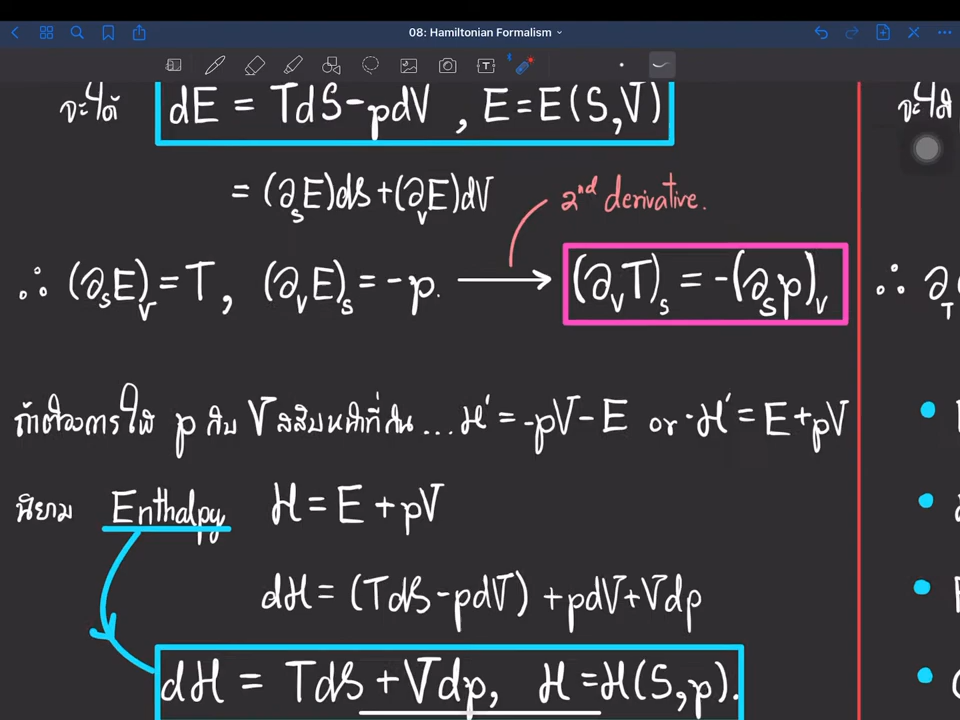 08: Hamiltonian Formalism
จะได้ dE = TdS - pdV , E = E(S,V)
= (∂_S E)dS + (∂_V E)dV
2nd derivative.
∴ (∂_S E)_V = T, (∂_V E)_S = -p. ⟶ (∂_V T)_S = -(∂_S p)_V
∴ ∂_T
ถ้าต้องการให้ p กับ V สลับหน้าที่กัน ... H' = -pV - E or -H' = E + pV
นิยาม Enthalpy H = E + pV
dH = (TdS - pdV) + pdV + Vdp
dH = TdS + Vdp, H = H(S,p).